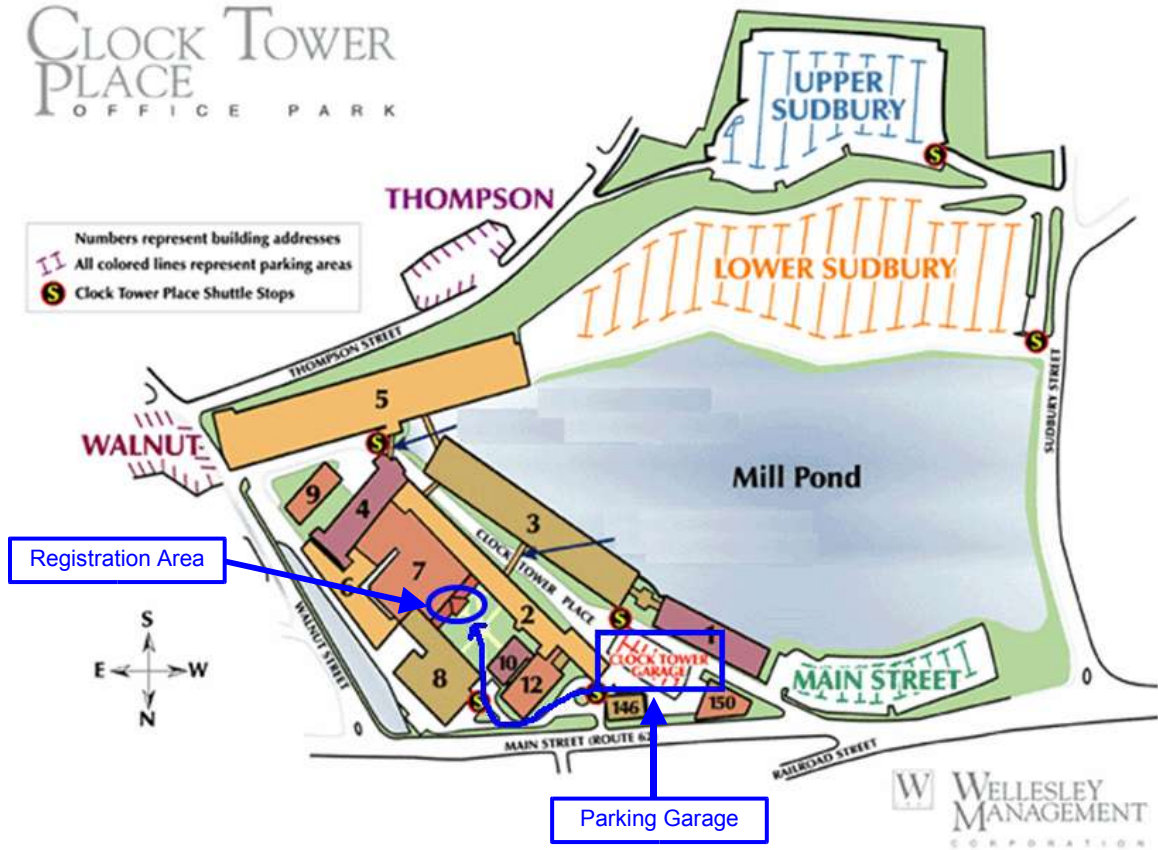 CLOCK TOWER
PLACE
OFFICE PARK
Numbers represent building addresses
All colored lines represent parking areas
S Clock Tower Place Shuttle Stops
THOMPSON
UPPER
SUDBURY
S
LOWER SUDBURY
S
THOMPSON STREET
SUDBURY STREET
WALNUT
5
S
Mill Pond
9
4
3
CLOCK TOWER PLACE
Registration Area
7
6
2
S
1
WALNUT STREET
CLOCK TOWER
GARAGE
S
E W
N
8
10
12
S
S
146
150
MAIN STREET
MAIN STREET (ROUTE 62
RAILROAD STREET
Parking Garage
W WELLESLEY
MANAGEMENT
CORPORATION